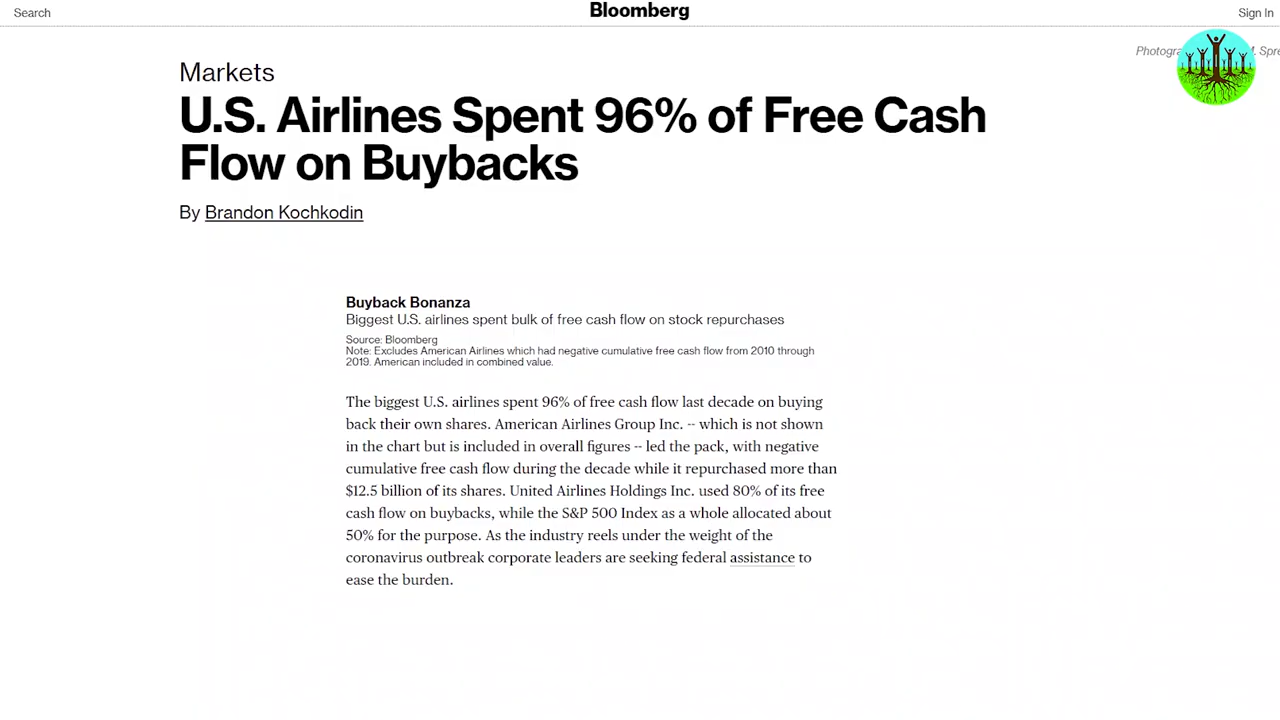 Search
Bloomberg
Sign In
Markets
U.S. Airlines Spent 96% of Free Cash
Flow on Buybacks
By Brandon Kochkodin
Buyback Bonanza
Biggest U.S. airlines spent bulk of free cash flow on stock repurchases
Source: Bloomberg
Note: Excludes American Airlines which had negative cumulative free cash flow from 2010 through
2019. American included in combined value.
The biggest U.S. airlines spent 96% of free cash flow last decade on buying
back their own shares. American Airlines Group Inc. -- which is not shown
in the chart but is included in overall figures -- led the pack, with negative
cumulative free cash flow during the decade while it repurchased more than
$12.5 billion of its shares. United Airlines Holdings Inc. used 80% of its free
cash flow on buybacks, while the S&P 500 Index as a whole allocated about
50% for the purpose. As the industry reels under the weight of the
coronavirus outbreak corporate leaders are seeking federal assistance to
ease the burden.